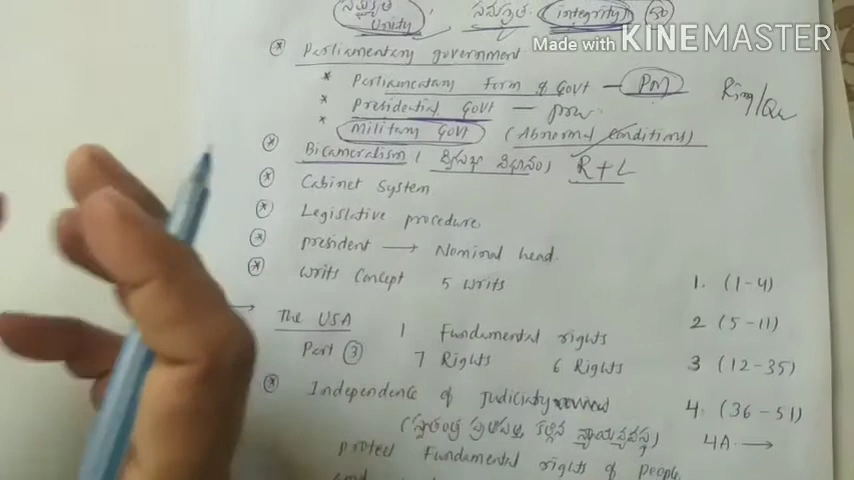 Unity integrity
Made with KINEMASTER
Parliamentary government
* Parliamentary Form of Govt — PM
* Presidential Govt —
* Military Govt (Abnormal Conditions)
Bicameralism ( R + L
Cabinet System
Legislative procedure
president → Nominal head
writs Concept 5 writs
1. (1-4)
The USA 1 Fundamental rights
2 (5-11)
Part 3 7 Rights 6 Rights
3 (12-35)
Independence of Judiciary
4. (36-51)
4A. →
protect Fundamental rights of people